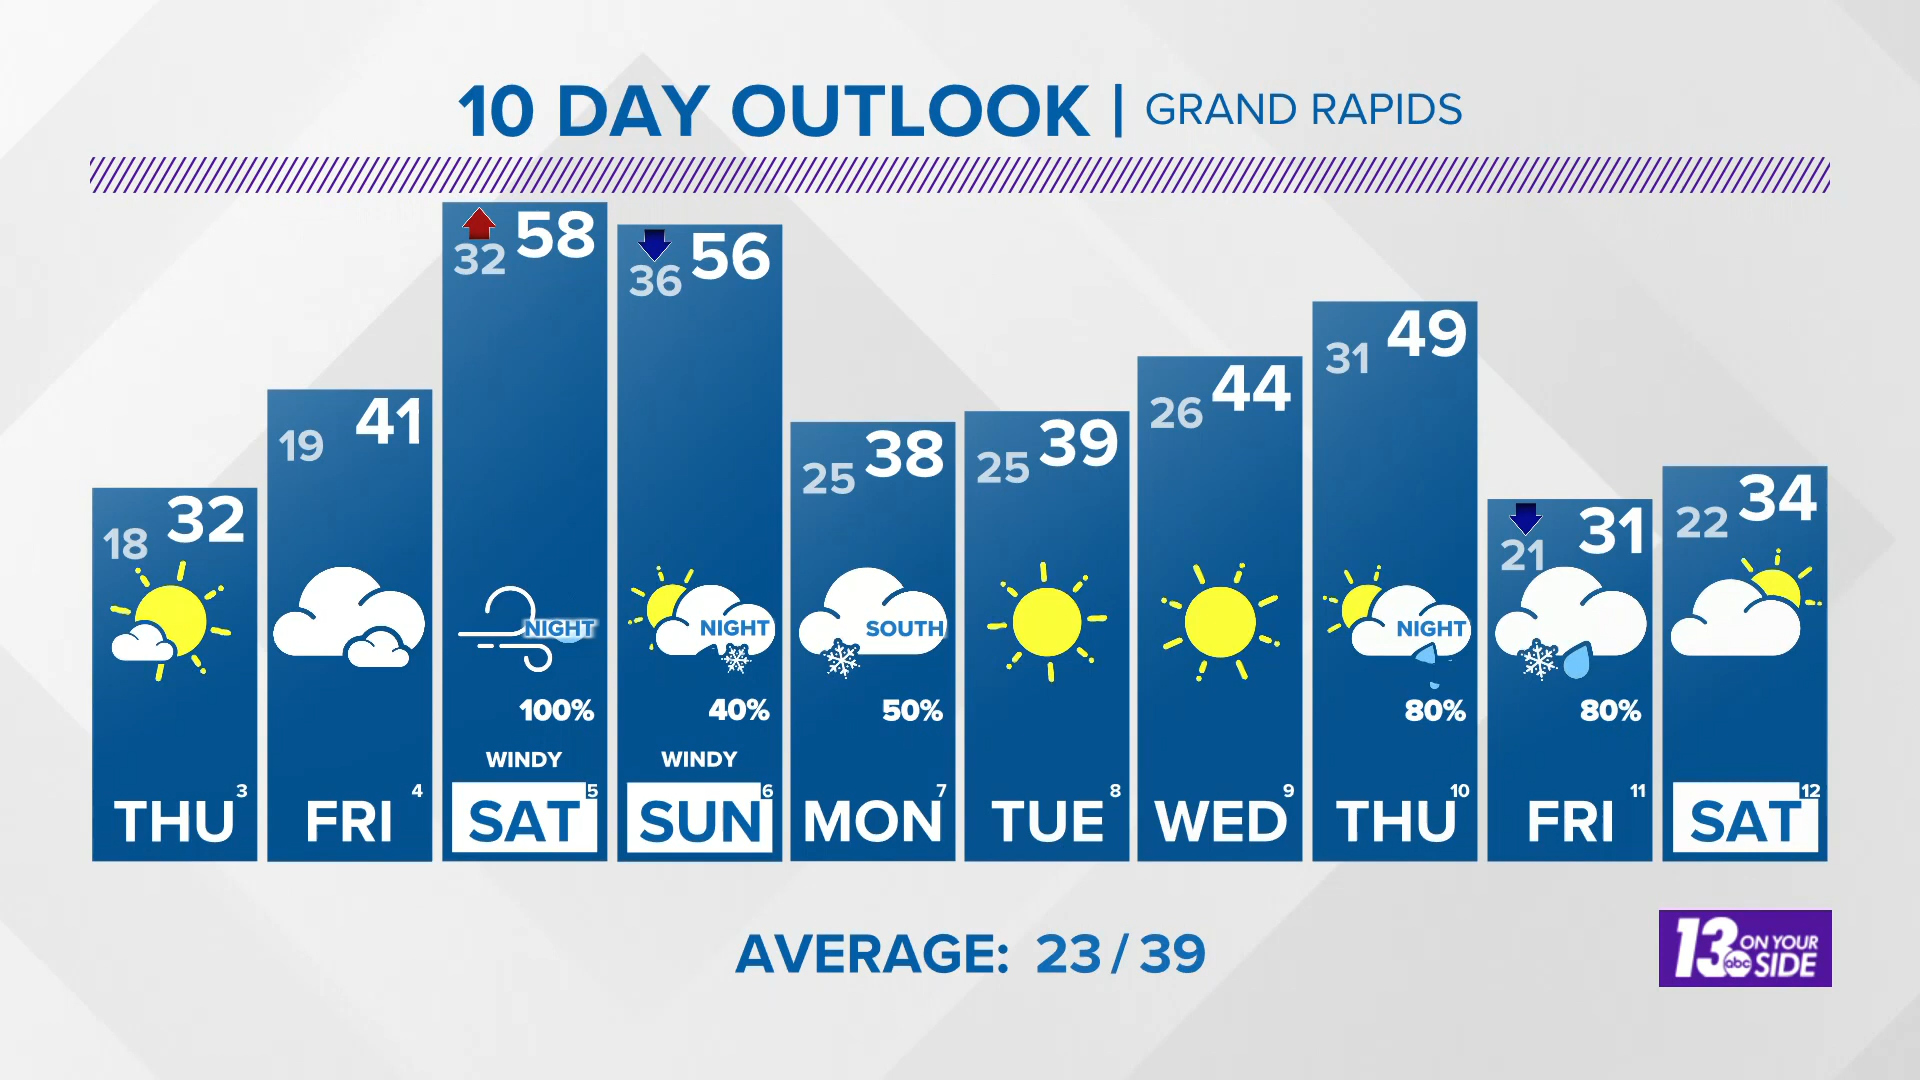 10 DAY OUTLOOK | GRAND RAPIDS
18 32
THU 3
19 41
FRI 4
32 58
NIGHT
100%
WINDY
SAT 5
36 56
NIGHT
40%
WINDY
SUN 6
25 38
SOUTH
50%
MON 7
25 39
TUE 8
26 44
WED 9
31 49
NIGHT
80%
THU 10
21 31
80%
FRI 11
22 34
SAT 12
AVERAGE: 23 / 39
13 ON YOUR
abc SIDE